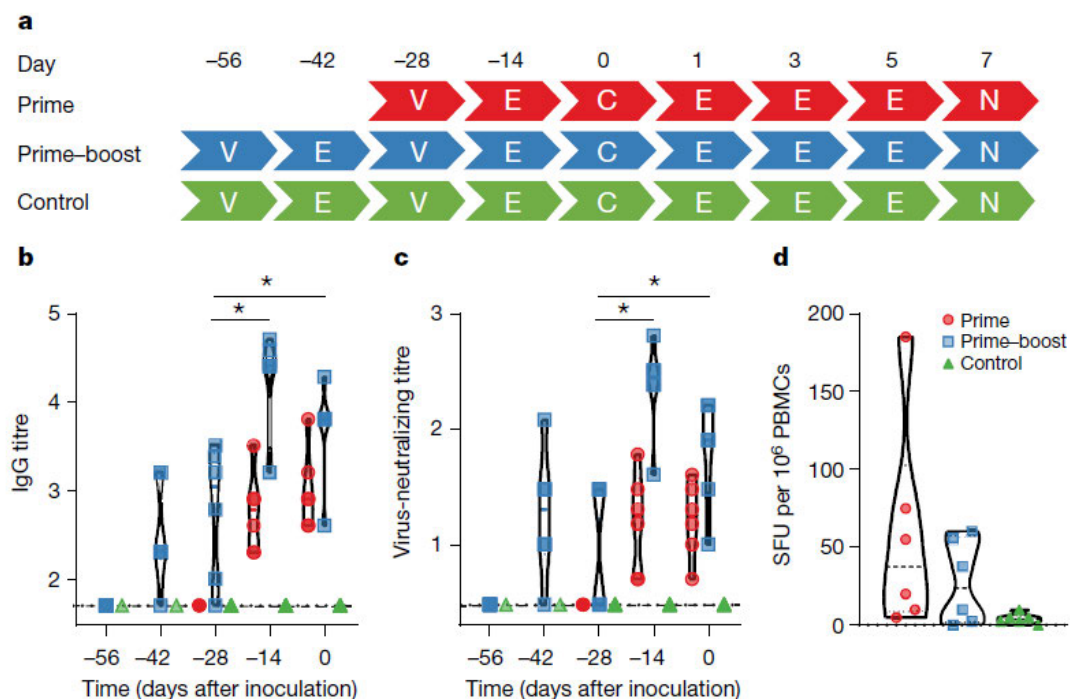 a
Day –56 –42 –28 –14 0 1 3 5 7
Prime V E C E E E N
Prime–boost V E V E C E E E N
Control V E V E C E E E N
b
*
*
5
4
3
2
IgG titre
–56 –42 –28 –14 0
Time (days after inoculation)
c
*
*
3
2
1
Virus-neutralizing titre
–56 –42 –28 –14 0
Time (days after inoculation)
d
200
150
100
50
0
SFU per 10⁶ PBMCs
Prime
Prime–boost
Control